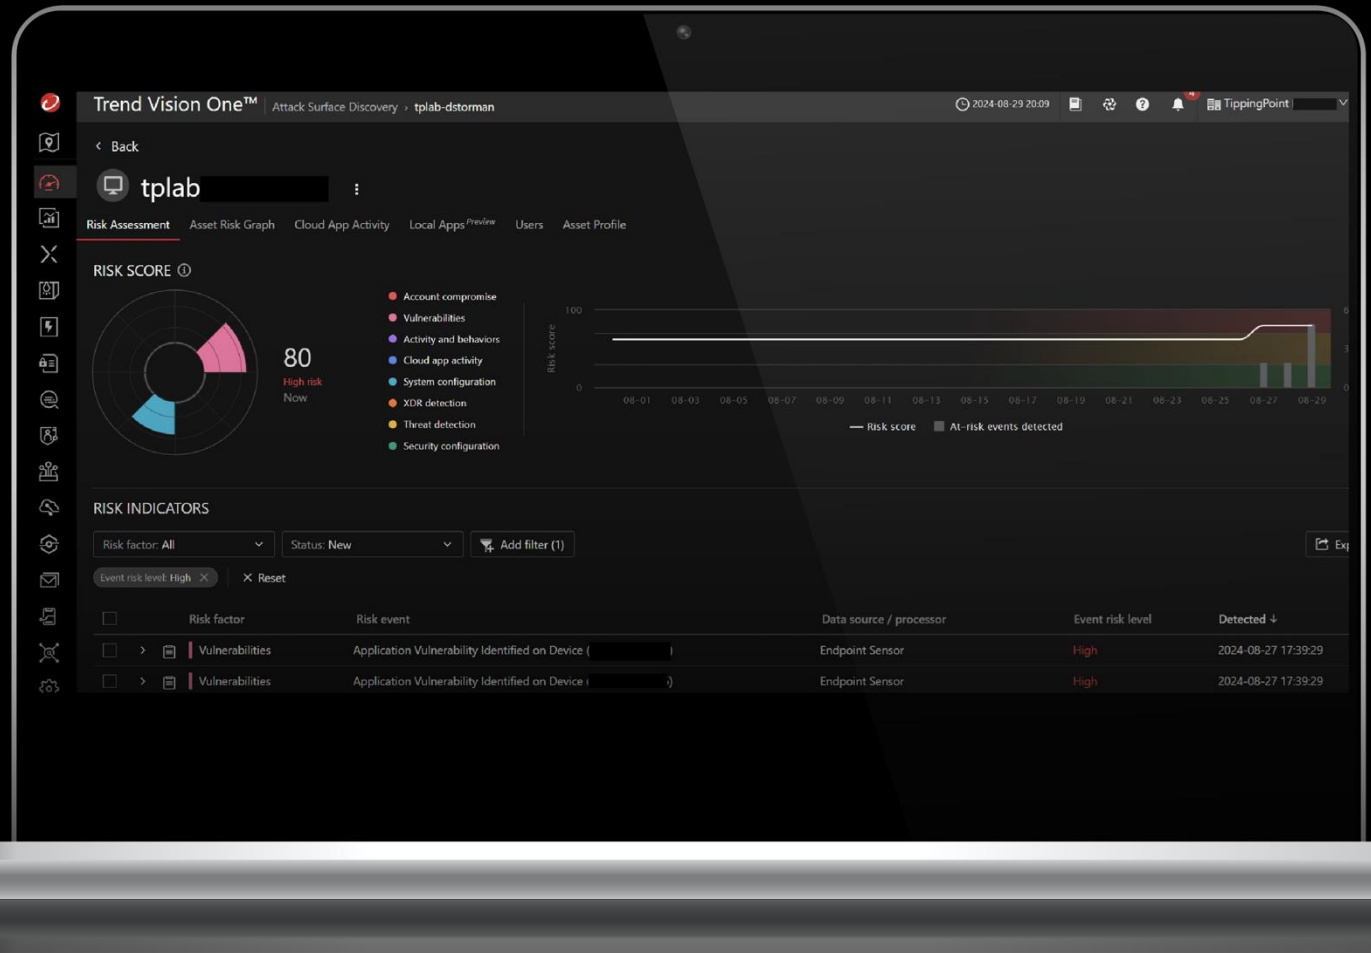 Trend Vision One™ | Attack Surface Discovery › tplab-dstorman
2024-08-29 20:09
4
TippingPoint
‹ Back
tplab
Risk Assessment Asset Risk Graph Cloud App Activity Local Apps Preview Users Asset Profile
RISK SCORE
80
High risk
Now
Account compromise
Vulnerabilities
Activity and behaviors
Cloud app activity
System configuration
XDR detection
Threat detection
Security configuration
Risk score
100
0
6
3
0
08-01 08-03 08-05 08-07 08-09 08-11 08-13 08-15 08-17 08-19 08-21 08-23 08-25 08-27 08-29
Risk score At-risk events detected
RISK INDICATORS
Risk factor: All Status: New Add filter (1) Exp
Event risk level: High × × Reset
Risk factor Risk event Data source / processor Event risk level Detected ↓
Vulnerabilities Application Vulnerability Identified on Device ( ) Endpoint Sensor High 2024-08-27 17:39:29
Vulnerabilities Application Vulnerability Identified on Device ( ) Endpoint Sensor High 2024-08-27 17:39:29